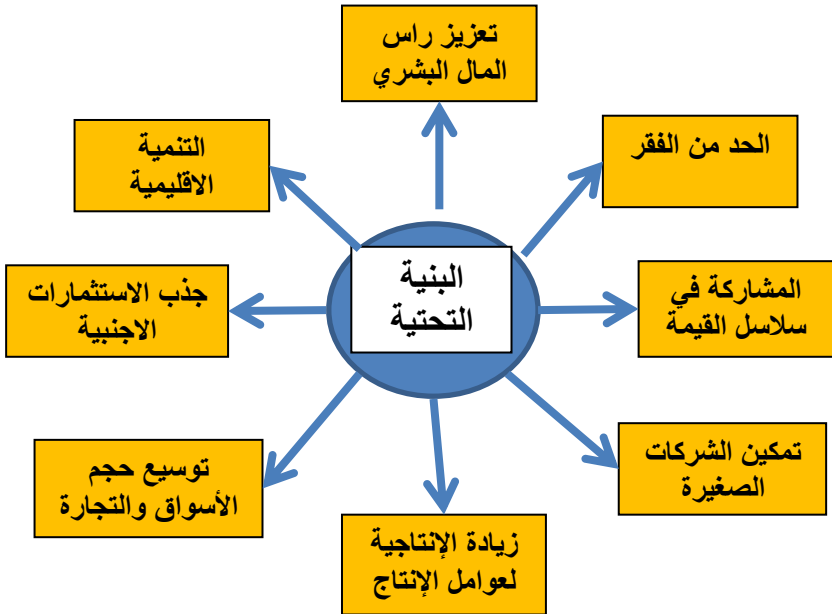 تعزيز راس
المال البشري
الحد من الفقر
التنمية
الاقليمية
البنية
التحتية
المشاركة في
سلاسل القيمة
جذب الاستثمارات
الاجنبية
تمكين الشركات
الصغيرة
توسيع حجم
الأسواق والتجارة
زيادة الإنتاجية
لعوامل الإنتاج